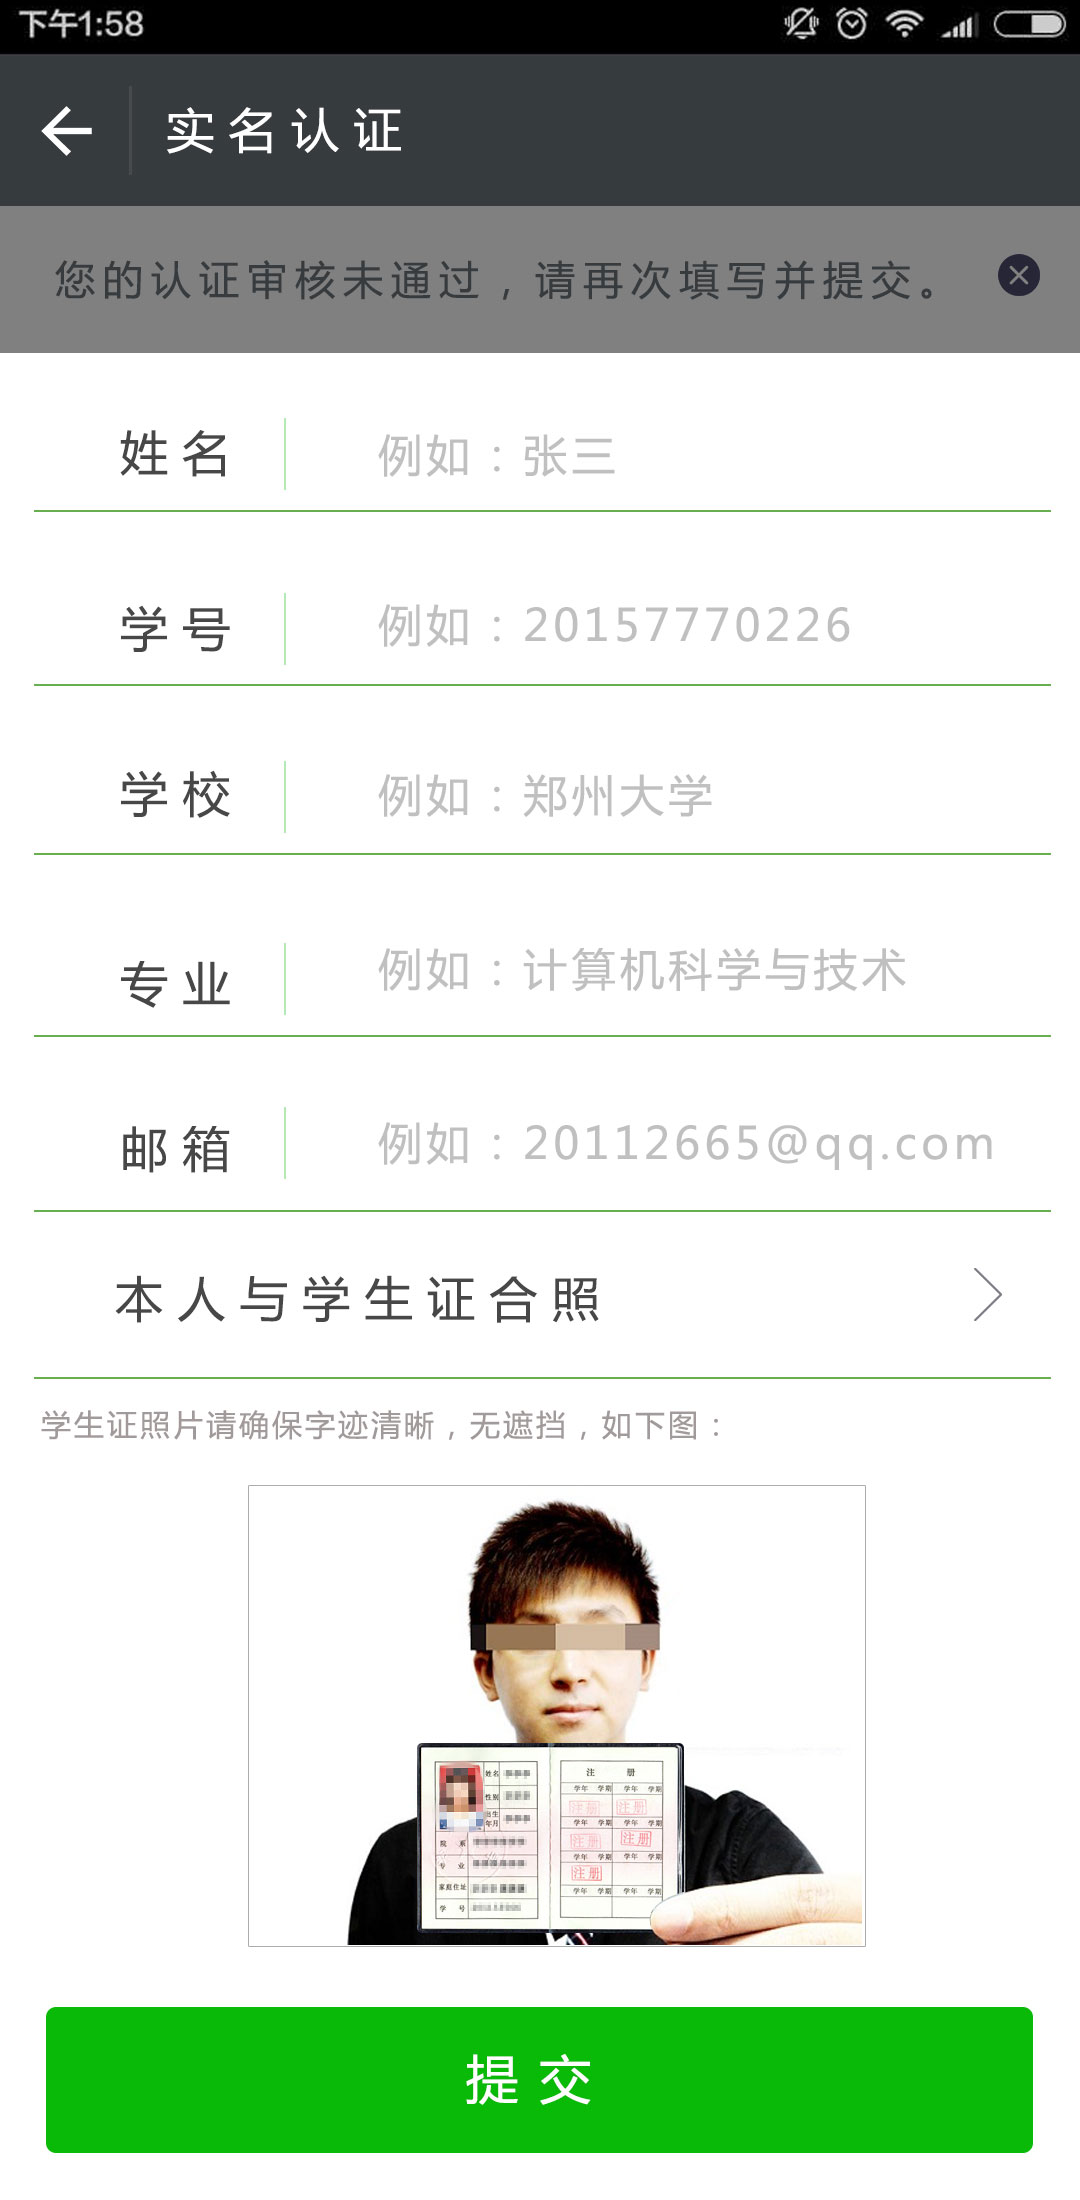 下午1:58
实名认证
您的认证审核未通过，请再次填写并提交。
姓名 例如：张三
学号 例如：20157770226
学校 例如：郑州大学
专业 例如：计算机科学与技术
邮箱 例如：20112665@qq.com
本人与学生证合照
学生证照片请确保字迹清晰，无遮挡，如下图：
姓名
性别
出生
年月
院 系
专 业
家庭住址
学 号
注 册
学年 学期 学年 学期
注册 注册
学年 学期 学年 学期
注册 注册
学年 学期 学年 学期
注册
学年 学期 学年 学期
提交